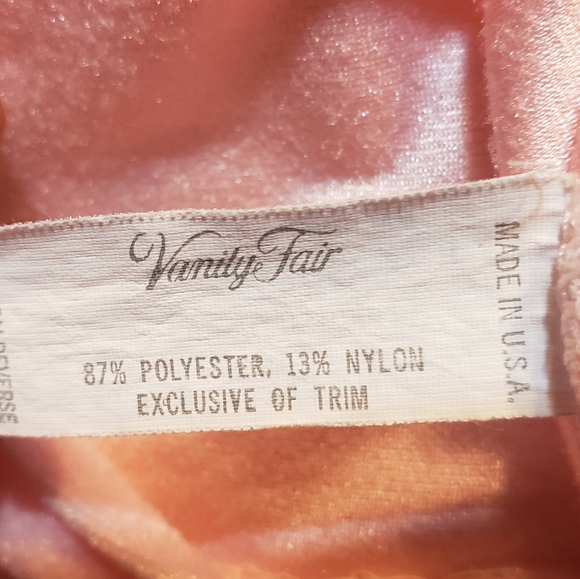 Vanity Fair
87% POLYESTER, 13% NYLON
EXCLUSIVE OF TRIM
MADE IN U.S.A.